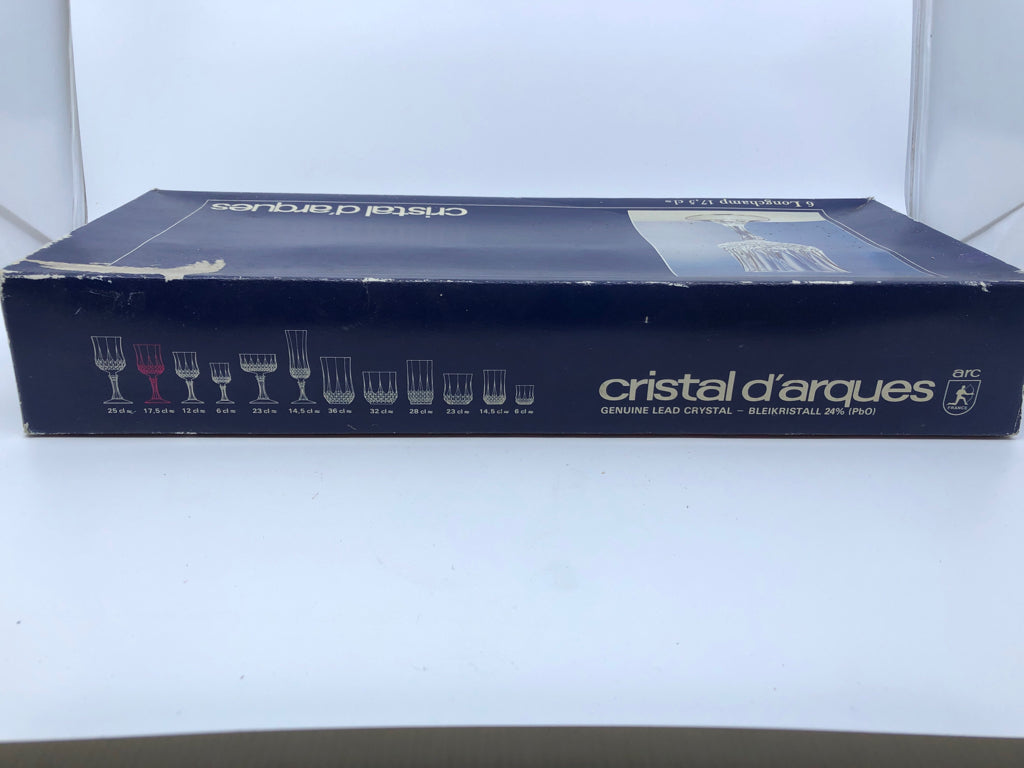 cristal d'arques
6 Longchamp 17,5 cl ≈
25 cl ≈ 17,5 cl ≈ 12 cl ≈ 6 cl ≈ 23 cl ≈ 14,5 cl ≈ 36 cl ≈ 32 cl ≈ 28 cl ≈ 23 cl ≈ 14,5 cl ≈ 6 cl ≈
cristal d'arques
GENUINE LEAD CRYSTAL – BLEIKRISTALL 24% (PbO)
arc
FRANCE